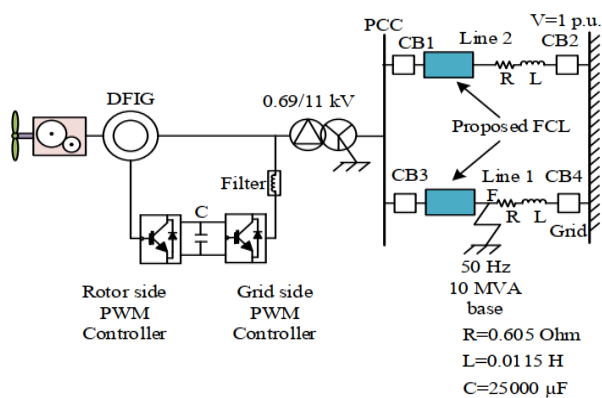 PCC
V=1 p.u.
CB1
Line 2
CB2
R
L
DFIG
0.69/11 kV
Proposed FCL
Filter
CB3
Line 1
CB4
F
R
L
Grid
C
50 Hz
10 MVA
base
R=0.605 Ohm
L=0.0115 H
C=25000 μF
Rotor side
PWM
Controller
Grid side
PWM
Controller